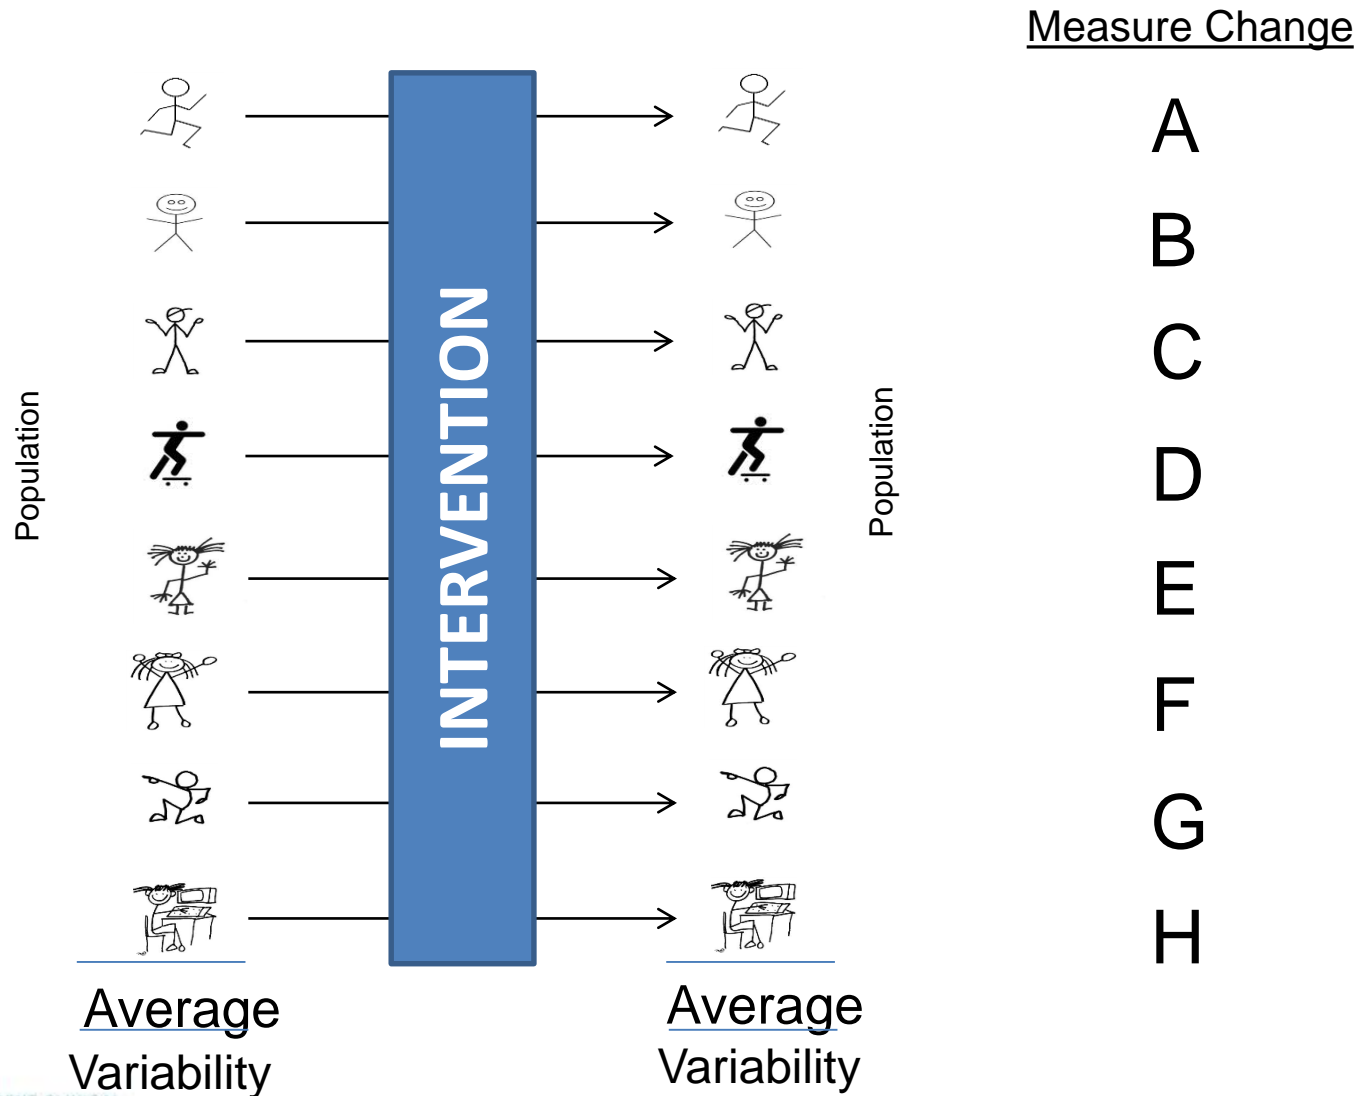 Measure Change
A
B
C
D
E
F
G
H
Population
INTERVENTION
Population
Average
Variability
Average
Variability